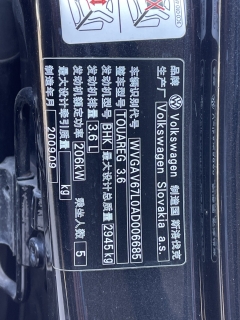 品牌 Volkswagen 制造国 斯洛伐克
生产厂 Volkswagen Slovakia a.s.
车辆识别代号 WVGAV67L0AD006685
整车型号 TOUAREG 3.6
发动机型号 BHK 最大设计总质量 2945 kg
发动机排量 3.6 L
发动机额定功率 206kW 乘坐人数 5
最大设计牵引质量 kg
制造年月 2009.09